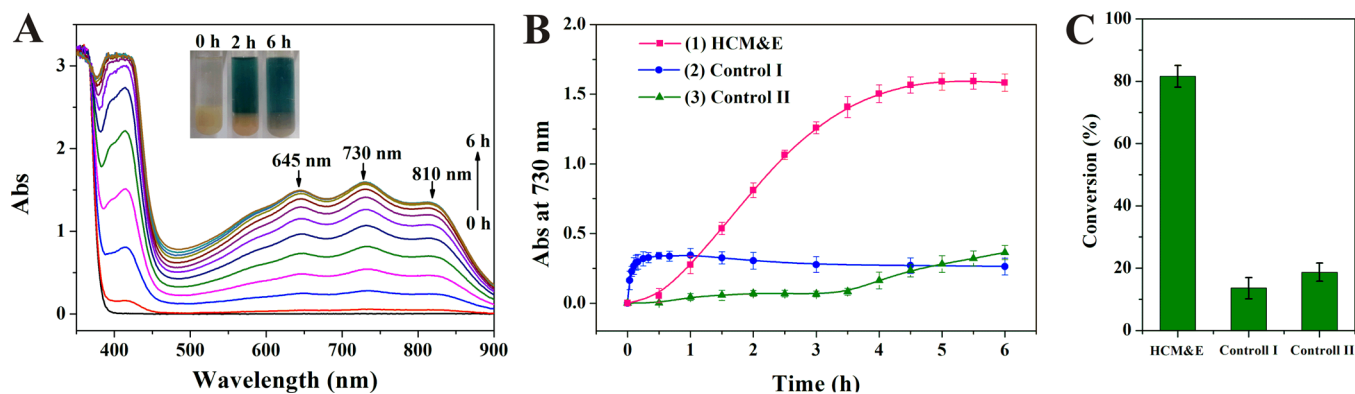 A
0 h 2 h 6 h
645 nm
730 nm
810 nm
6 h
0 h
Abs
3
2
1
0
400 500 600 700 800 900
Wavelength (nm)
B
(1) HCM&E
(2) Control I
(3) Control II
Abs at 730 nm
2.0
1.5
1.0
0.5
0.0
0 1 2 3 4 5 6
Time (h)
C
Conversion (%)
100
80
60
40
20
0
HCM&E Controll I Controll II